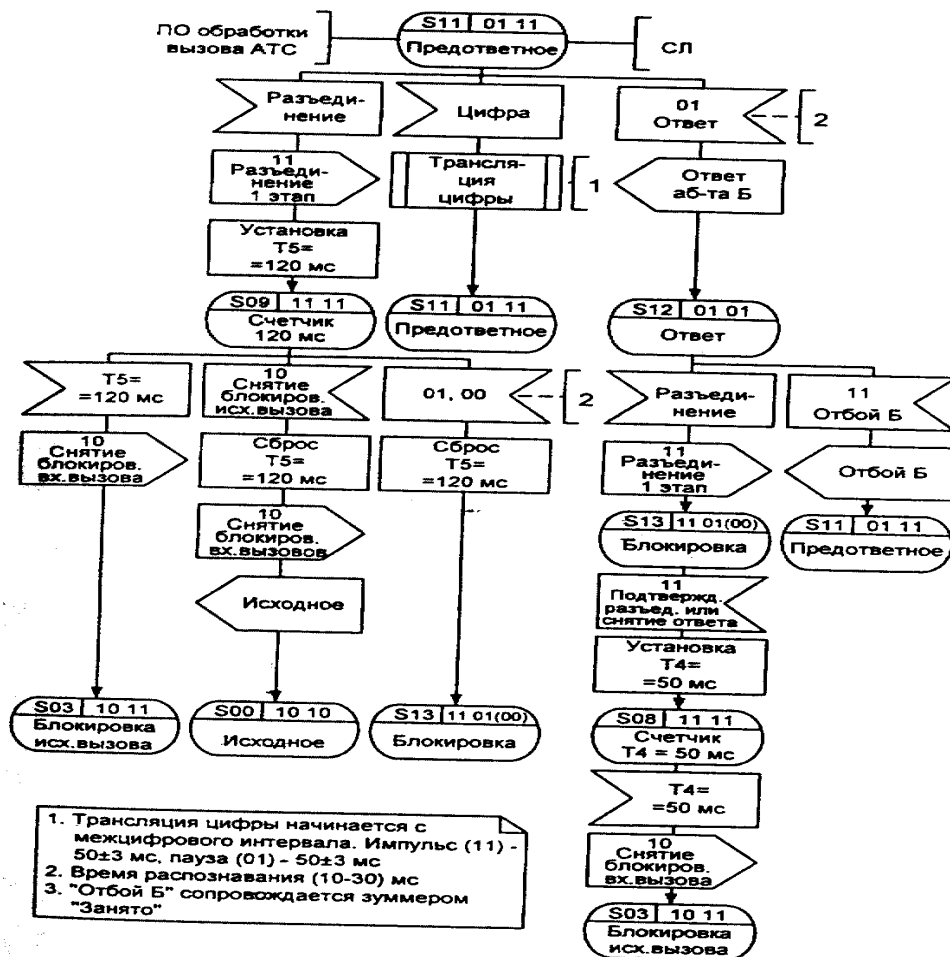 ПО обработки
вызова АТС
S11 01 11
Предответное
СЛ
Разъеди-
нение
Цифра
01
Ответ
2
11
Разъеди-
нение
1 этап
Трансля-
ция
цифры
1
Ответ
аб-та Б
Установка
Т5=
=120 мс
S09 11 11
Счетчик
120 мс
S11 01 11
Предответное
S12 01 01
Ответ
Т5=
=120 мс
10
Снятие
блокиров.
исх.вызова
01, 00
2
Разъеди-
нение
11
Отбой Б
10
Снятие
блокиров.
вх.вызова
Сброс
Т5=
=120 мс
Сброс
Т5=
=120 мс
11
Разъеди-
нение
1 этап
Отбой Б
10
Снятие
блокиров.
вх.вызовов
S13 11 01(00)
Блокировка
S11 01 11
Предответное
Исходное
11
Подтвержд.
разъед. или
снятие ответа
Установка
Т4=
=50 мс
S03 10 11
Блокировка
исх.вызова
S00 10 10
Исходное
S13 11 01(00)
Блокировка
S08 11 11
Счетчик
Т4 = 50 мс
Т4=
=50 мс
10
Снятие
блокиров.
вх.вызова
S03 10 11
Блокировка
исх.вызова
1. Трансляция цифры начинается с
межцифрового интервала. Импульс (11) -
50±3 мс, пауза (01) - 50±3 мс
2. Время распознавания (10-30) мс
3. "Отбой Б" сопровождается зуммером
"Занято"